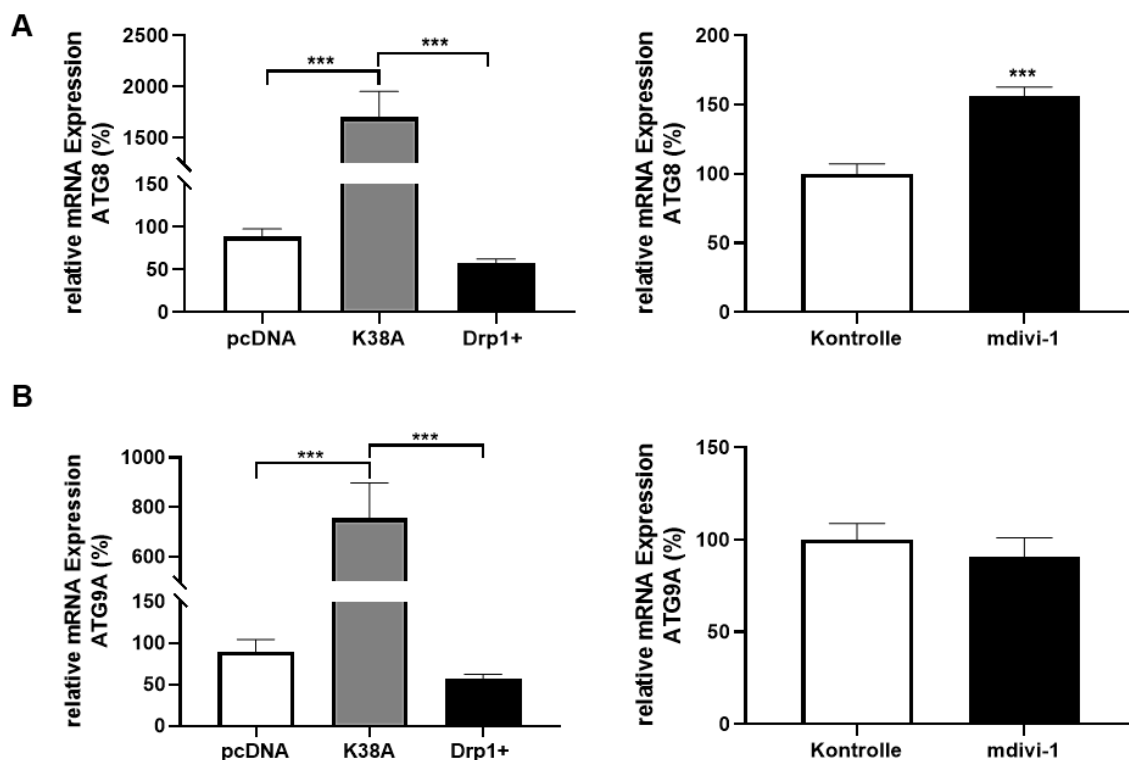 A
relative mRNA Expression
ATG8 (%)
2500
2000
1500
150
100
50
0
***
***
pcDNA
K38A
Drp1+
relative mRNA Expression
ATG8 (%)
200
150
100
50
0
***
Kontrolle
mdivi-1
B
relative mRNA Expression
ATG9A (%)
1000
800
600
150
100
50
0
***
***
pcDNA
K38A
Drp1+
relative mRNA Expression
ATG9A (%)
150
100
50
0
Kontrolle
mdivi-1